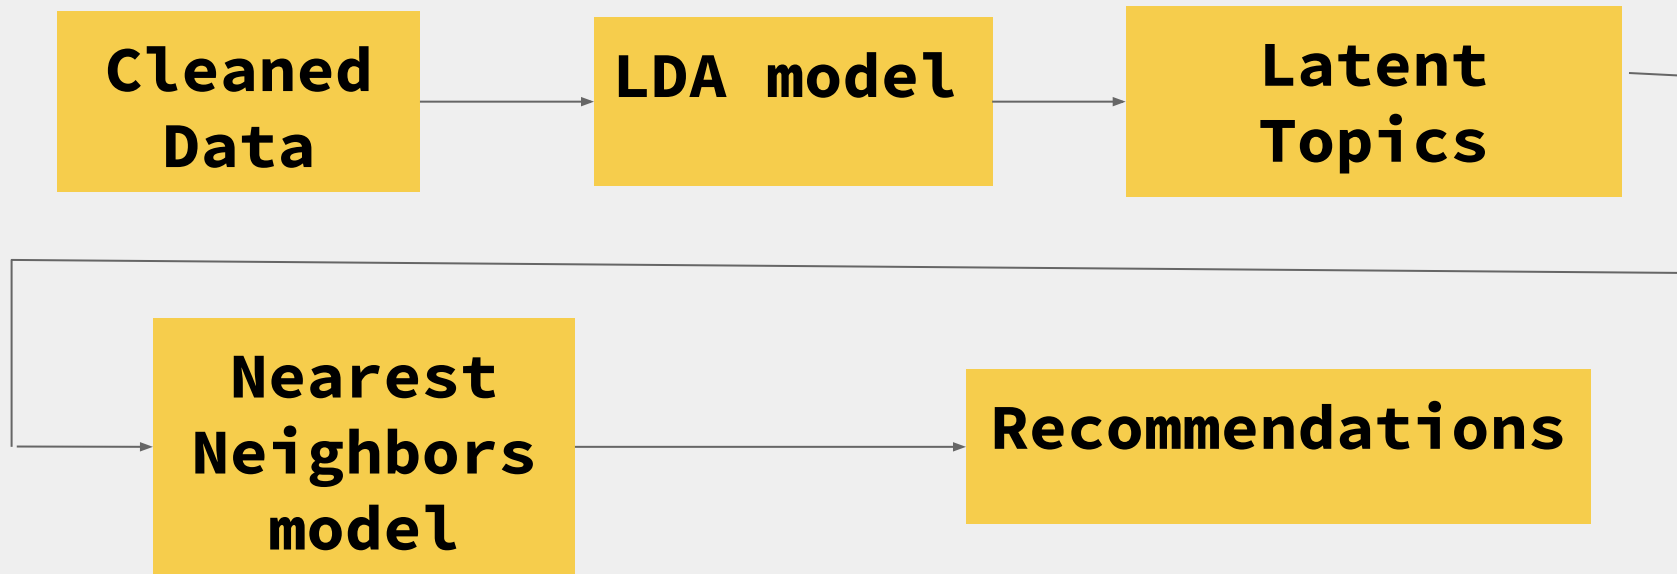 Cleaned
Data
LDA model
Latent
Topics
Nearest
Neighbors
model
Recommendations